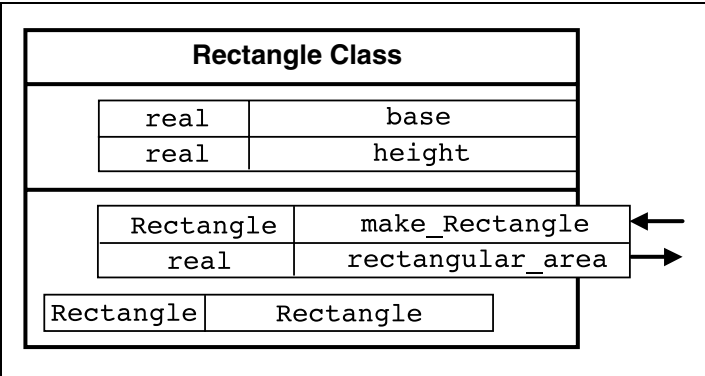 Rectangle Class
real base
real height
Rectangle make_Rectangle
real rectangular_area
Rectangle Rectangle